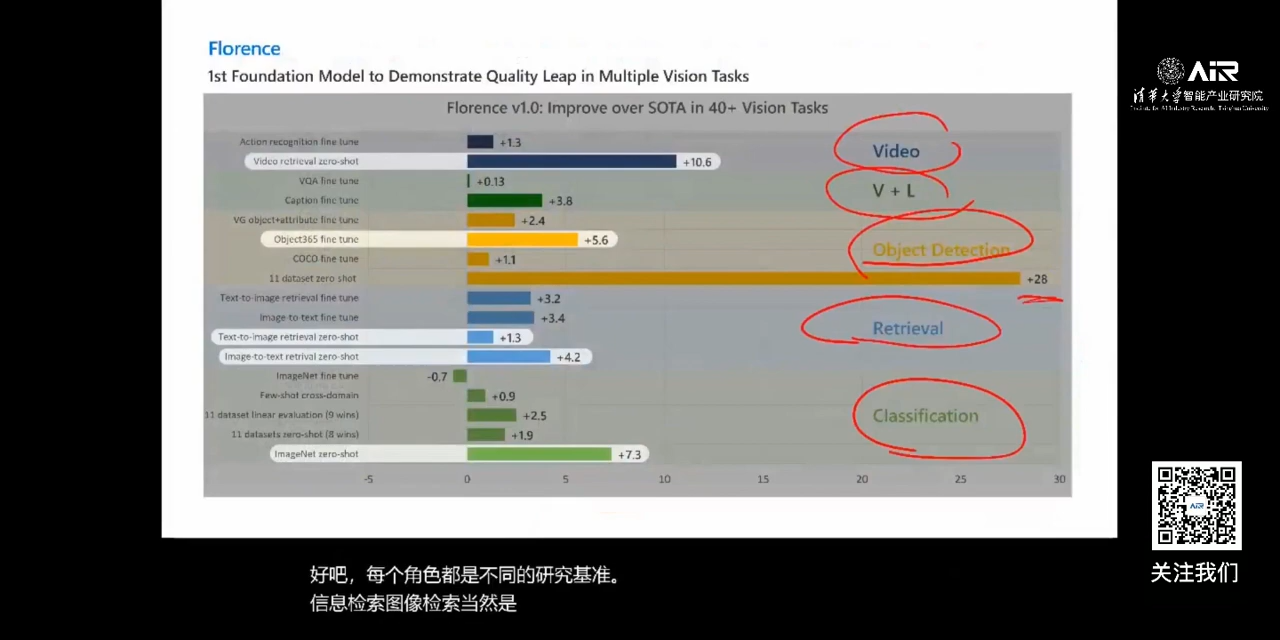 Florence
1st Foundation Model to Demonstrate Quality Leap in Multiple Vision Tasks
Florence v1.0: Improve over SOTA in 40+ Vision Tasks
Action recognition fine tune +1.3
Video retrieval zero-shot +10.6
Video
VQA fine tune +0.13
V + L
Caption fine tune +3.8
VG object+attribute fine tune +2.4
Object365 fine tune +5.6
Object Detection
COCO fine tune +1.1
11 dataset zero-shot +28
Text-to-image retrieval fine tune +3.2
Image-to-text fine tune +3.4
Retrieval
Text-to-image retrieval zero-shot +1.3
Image-to-text retrival zero-shot +4.2
ImageNet fine tune -0.7
Few-shot cross-domain +0.9
11 dataset linear evaluation (9 wins) +2.5
Classification
11 datasets zero-shot (8 wins) +1.9
ImageNet zero-shot +7.3
-5 0 5 10 15 20 25 30
AIR
清华大学智能产业研究院
Institute for AI Industry Research, Tsinghua University
AIR
关注我们
好吧，每个角色都是不同的研究基准。
信息检索图像检索当然是